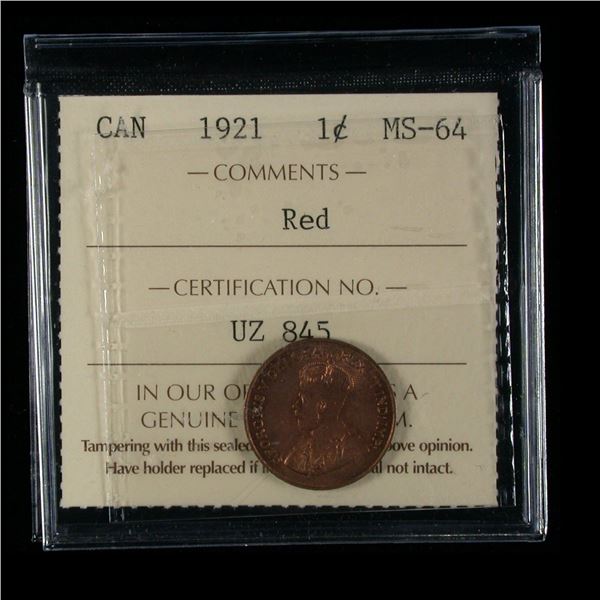 CAN 1921 1¢ MS-64
— COMMENTS —
Red
— CERTIFICATION NO. —
UZ 845
IN OUR A
GENUINE M.
Tampering with this sealed opinion.
Have holder replaced if not intact.